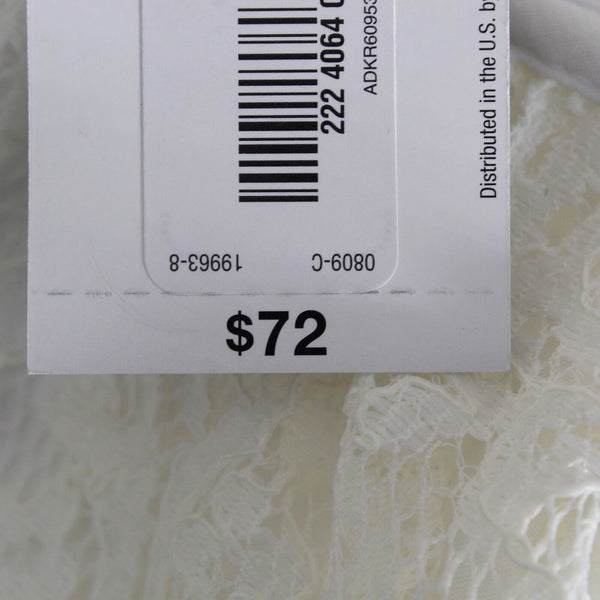 222 4064 0
ADKR60953
Distributed in the U.S. by
0809-C
19963-8
$72